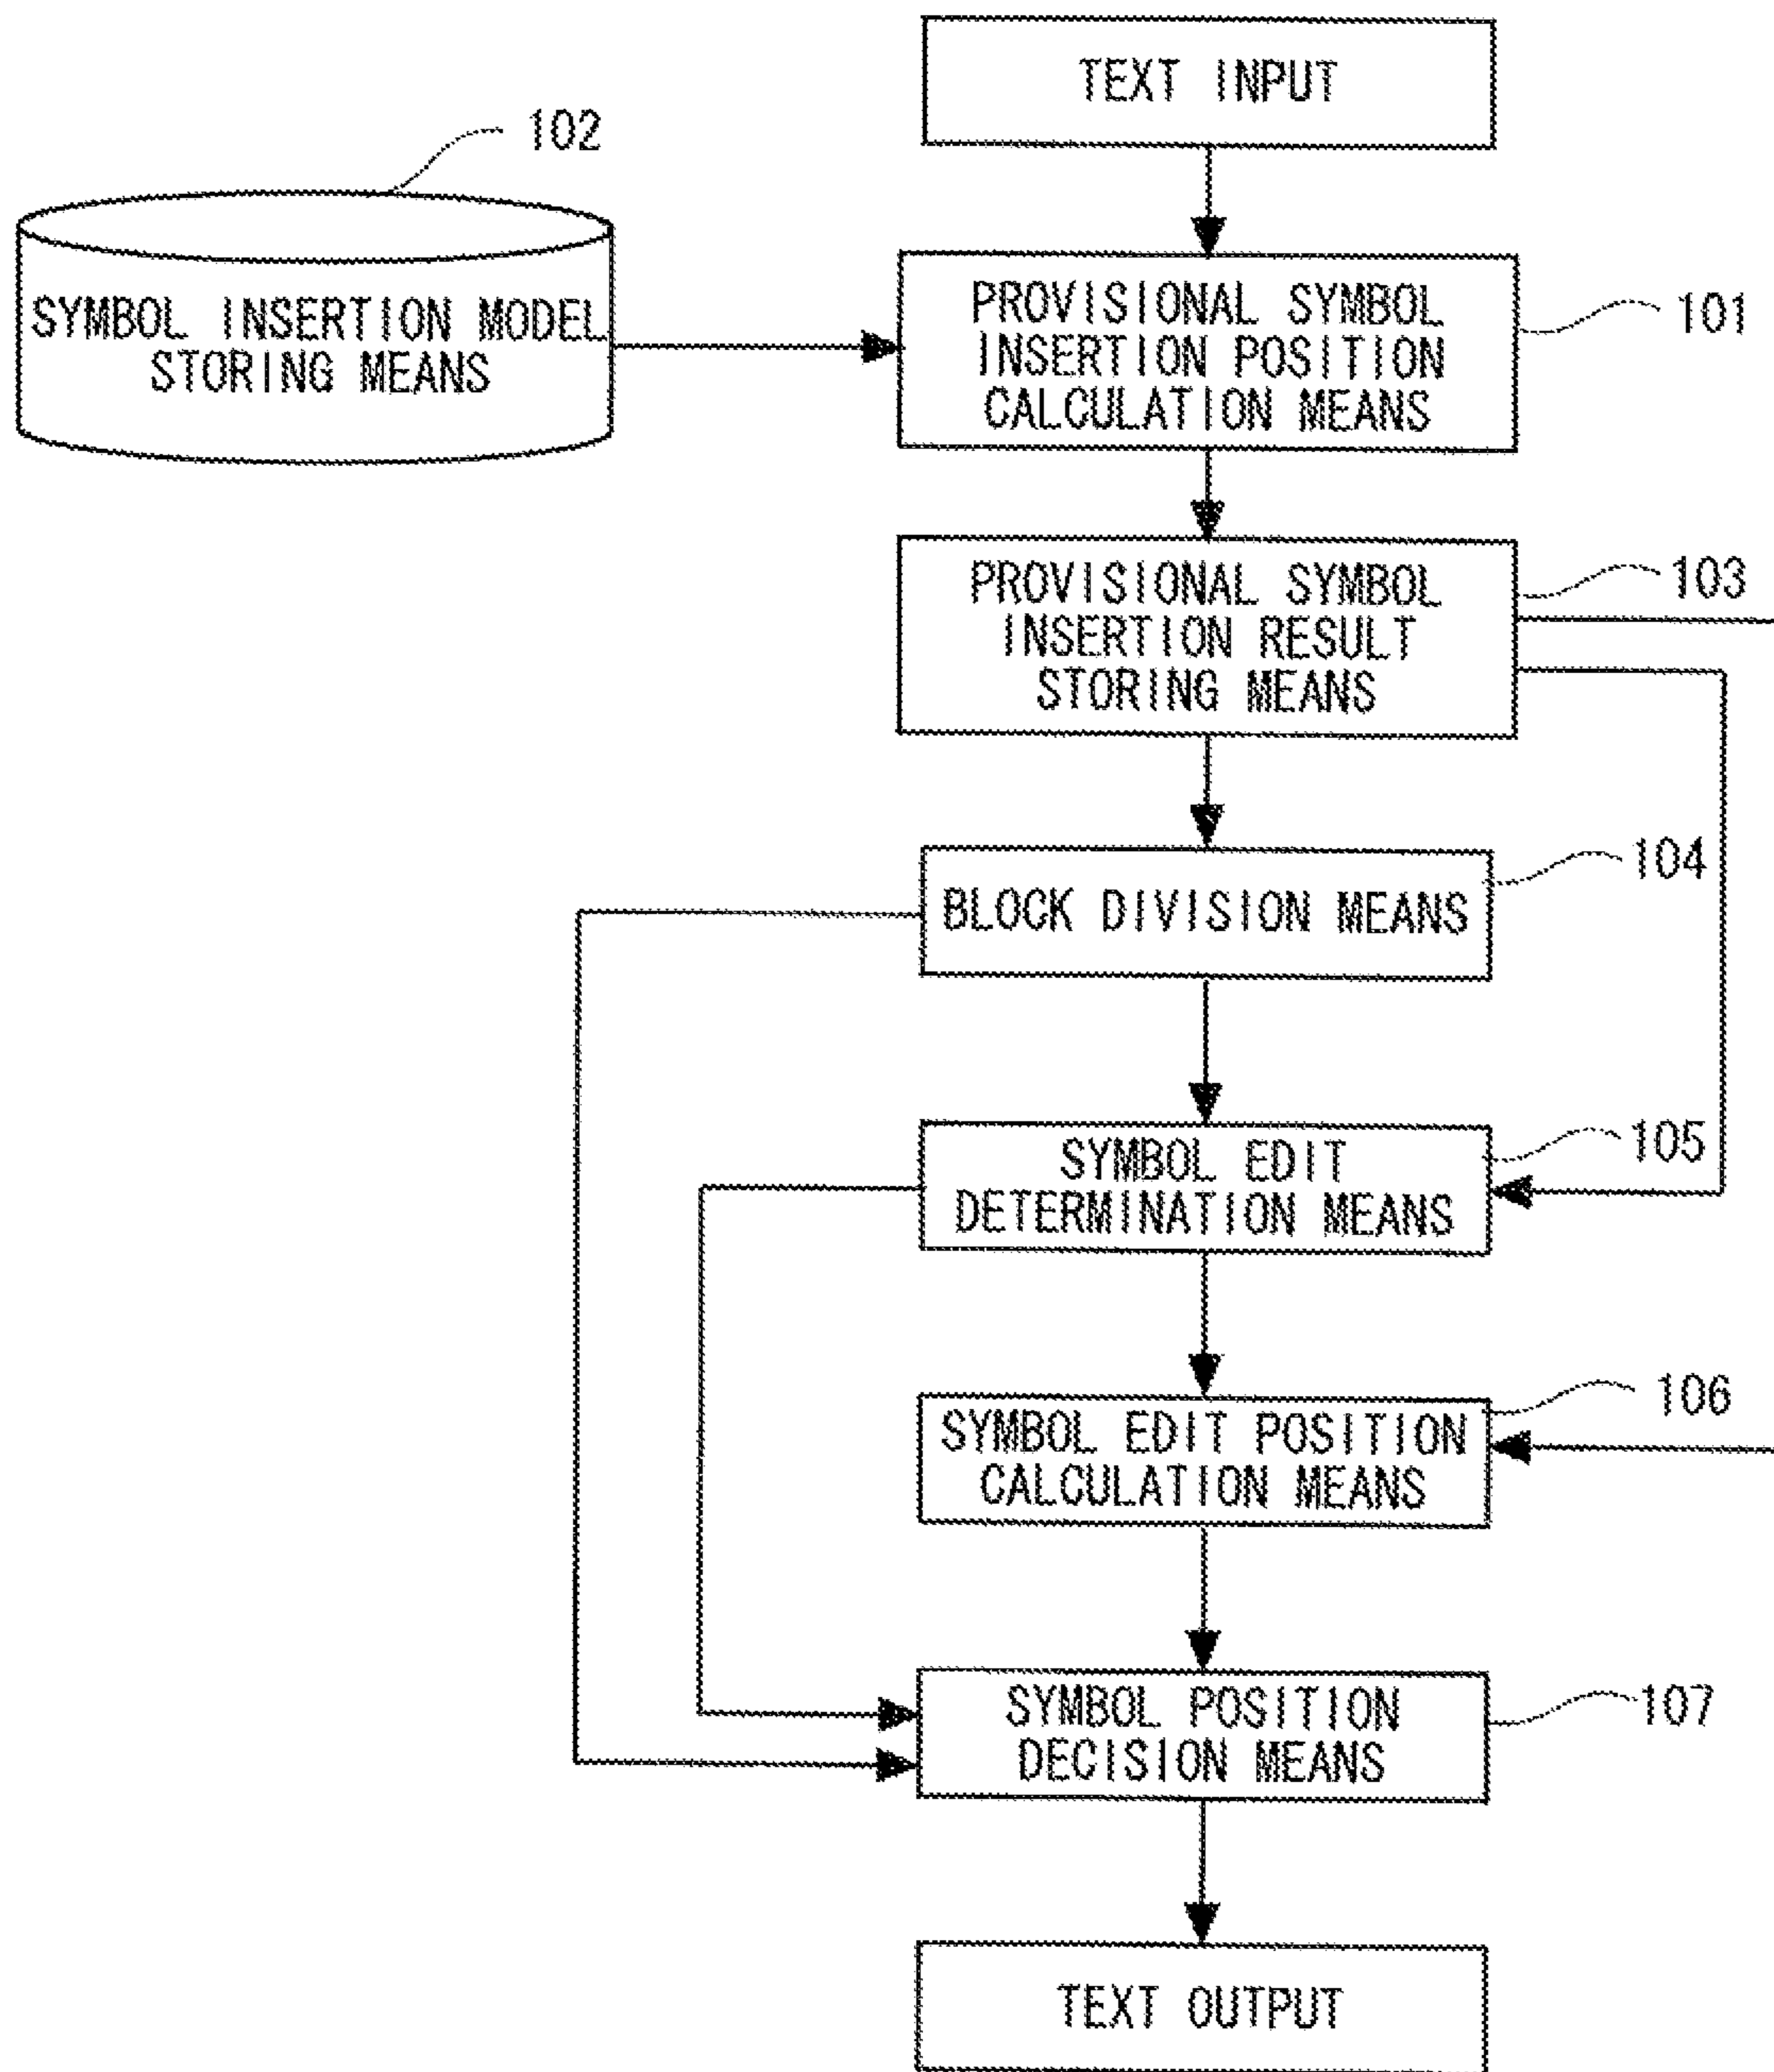 TEXT INPUT
102
SYMBOL INSERTION MODEL
STORING MEANS
PROVISIONAL SYMBOL
INSERTION POSITION
CALCULATION MEANS
101
PROVISIONAL SYMBOL
INSERTION RESULT
STORING MEANS
103
BLOCK DIVISION MEANS
104
SYMBOL EDIT
DETERMINATION MEANS
105
SYMBOL EDIT POSITION
CALCULATION MEANS
106
SYMBOL POSITION
DECISION MEANS
107
TEXT OUTPUT